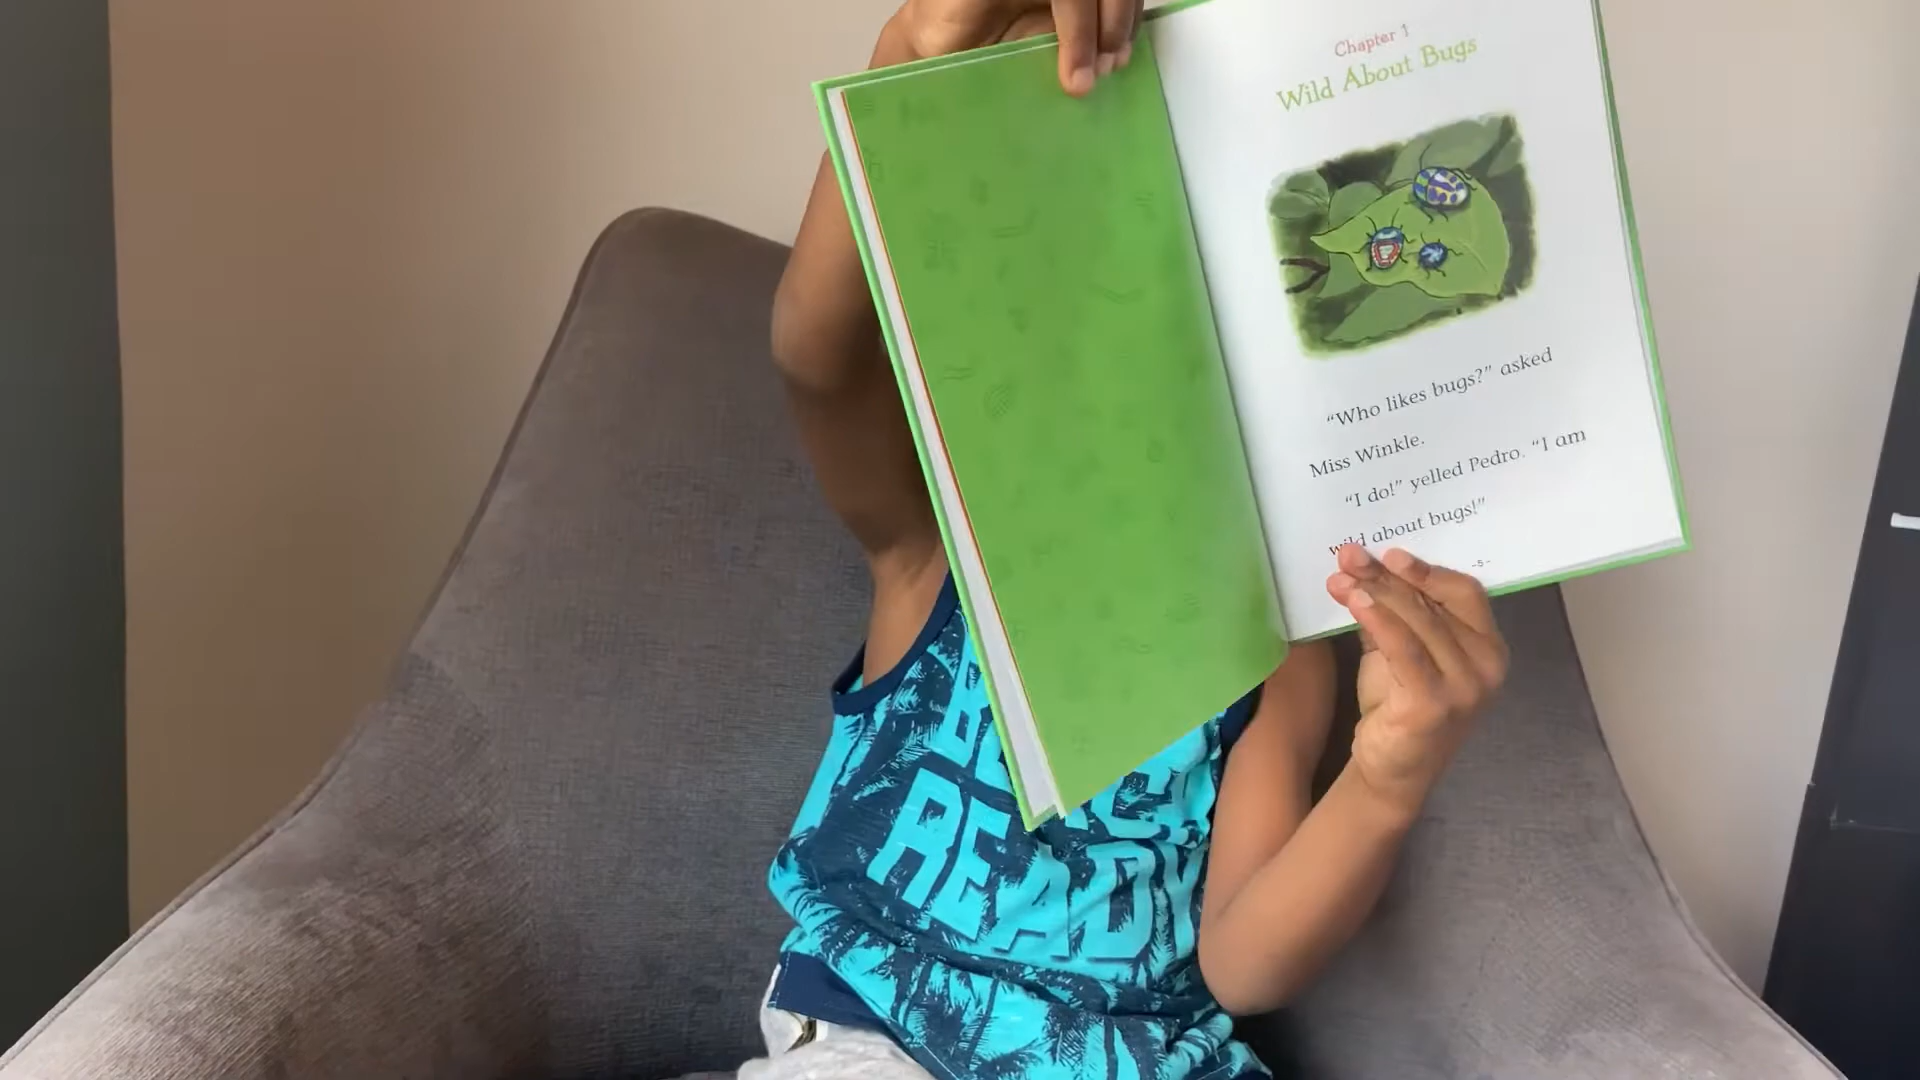 Chapter 1
Wild About Bugs
“Who likes bugs?” asked
Miss Winkle.
“I do!” yelled Pedro. “I am
wild about bugs!”
-5-
READY